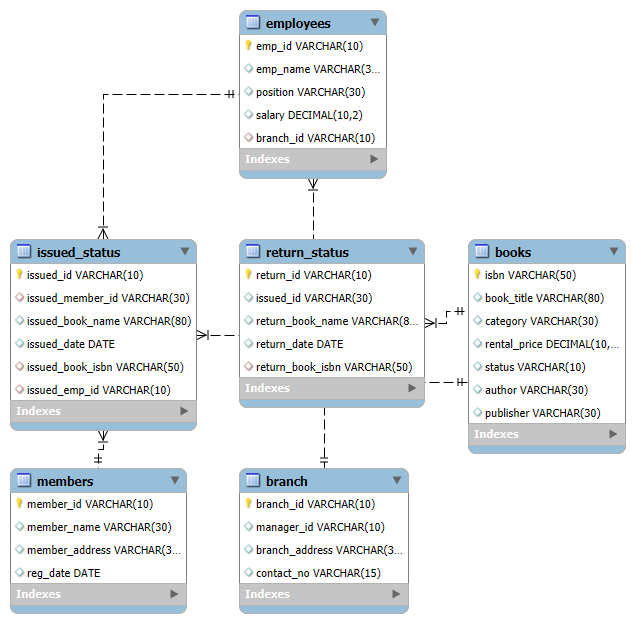 employees
emp_id VARCHAR(10)
emp_name VARCHAR(3...
position VARCHAR(30)
salary DECIMAL(10,2)
branch_id VARCHAR(10)
Indexes
issued_status
issued_id VARCHAR(10)
issued_member_id VARCHAR(30)
issued_book_name VARCHAR(80)
issued_date DATE
issued_book_isbn VARCHAR(50)
issued_emp_id VARCHAR(10)
Indexes
return_status
return_id VARCHAR(10)
issued_id VARCHAR(30)
return_book_name VARCHAR(8...
return_date DATE
return_book_isbn VARCHAR(50)
Indexes
books
isbn VARCHAR(50)
book_title VARCHAR(80)
category VARCHAR(30)
rental_price DECIMAL(10,...
status VARCHAR(10)
author VARCHAR(30)
publisher VARCHAR(30)
Indexes
members
member_id VARCHAR(10)
member_name VARCHAR(30)
member_address VARCHAR(3...
reg_date DATE
Indexes
branch
branch_id VARCHAR(10)
manager_id VARCHAR(10)
branch_address VARCHAR(3...
contact_no VARCHAR(15)
Indexes